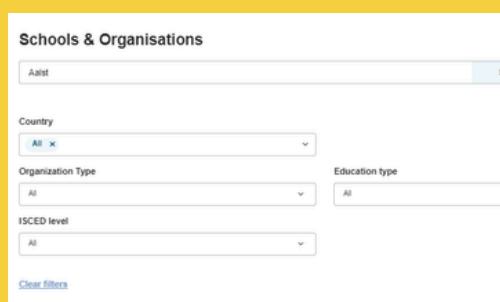 Schools & Organisations
Aalst
Country
All ×
Organization Type
Education type
All
All
ISCED level
All
Clear filters